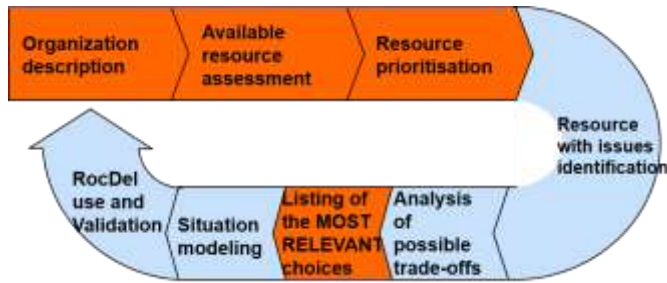 Organization
description
Available
resource
assessment
Resource
prioritisation
Resource
with issues
identification
Analysis
of
possible
trade-offs
Listing of
the MOST
RELEVANT
choices
Situation
modeling
RocDel
use and
Validation